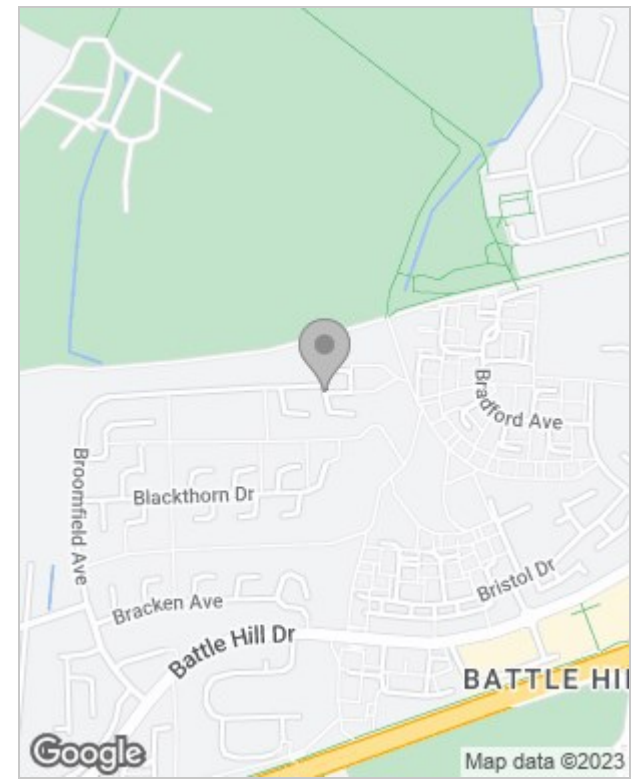 Bradford Ave
Broomfield Ave
Blackthorn Dr
Bristol Dr
Bracken Ave
Battle Hill Dr
BATTLE HI
Google
Map data ©2023